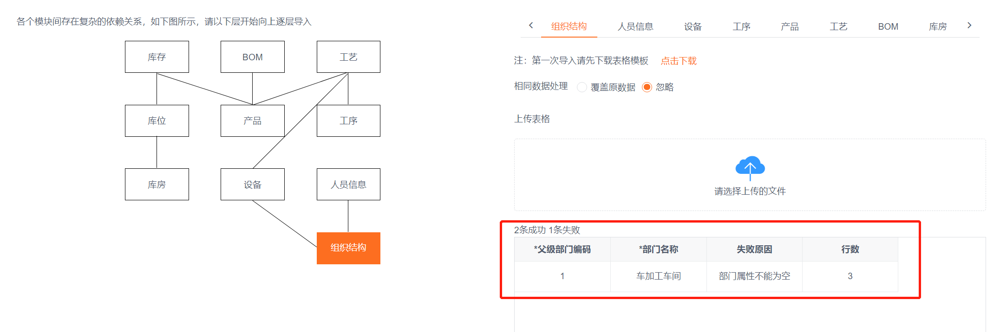 各个模块间存在复杂的依赖关系，如下图所示，请以下层开始向上逐层导入
库存
BOM
工艺
库位
产品
工序
库房
设备
人员信息
组织结构
组织结构
人员信息
设备
工序
产品
工艺
BOM
库房
注：第一次导入请先下载表格模板 点击下载
相同数据处理 覆盖原数据 忽略
上传表格
请选择上传的文件
2条成功 1条失败
*父级部门编码 *部门名称 失败原因 行数
1 车加工车间 部门属性不能为空 3